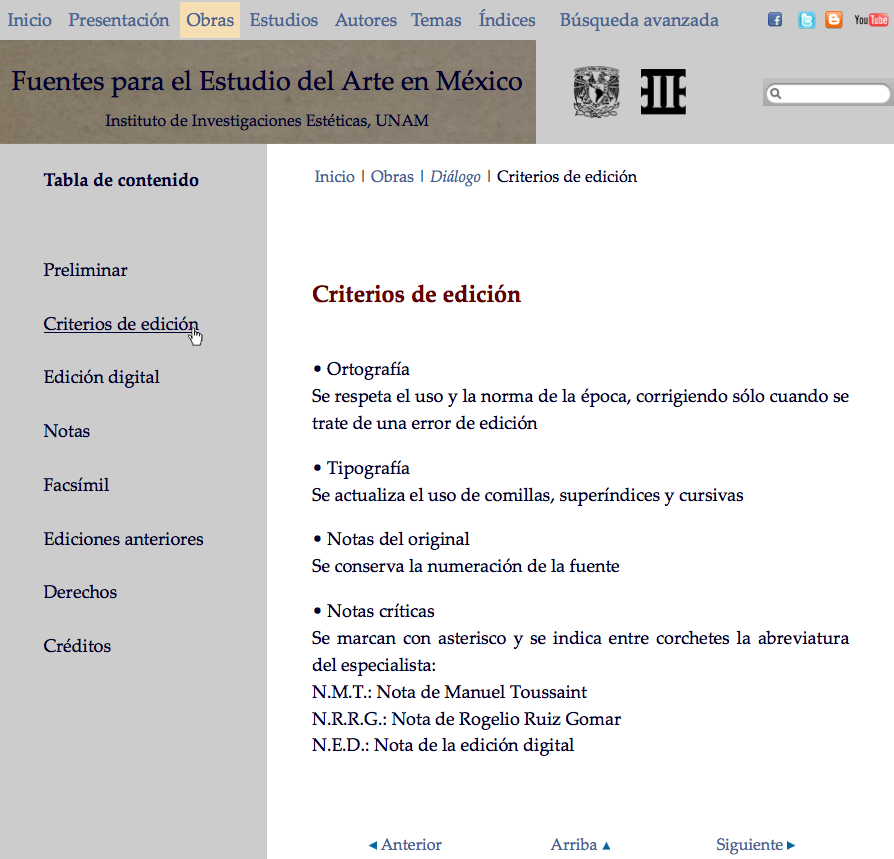 Inicio Presentación Obras Estudios Autores Temas Índices Búsqueda avanzada
You Tube
Fuentes para el Estudio del Arte en México
Instituto de Investigaciones Estéticas, UNAM
Tabla de contenido
Preliminar
Criterios de edición
Edición digital
Notas
Facsímil
Ediciones anteriores
Derechos
Créditos
Inicio | Obras | Diálogo | Criterios de edición
Criterios de edición
• Ortografía
Se respeta el uso y la norma de la época, corrigiendo sólo cuando se
trate de una error de edición
• Tipografía
Se actualiza el uso de comillas, superíndices y cursivas
• Notas del original
Se conserva la numeración de la fuente
• Notas críticas
Se marcan con asterisco y se indica entre corchetes la abreviatura
del especialista:
N.M.T.: Nota de Manuel Toussaint
N.R.R.G.: Nota de Rogelio Ruiz Gomar
N.E.D.: Nota de la edición digital
◄ Anterior Arriba ▲ Siguiente ►